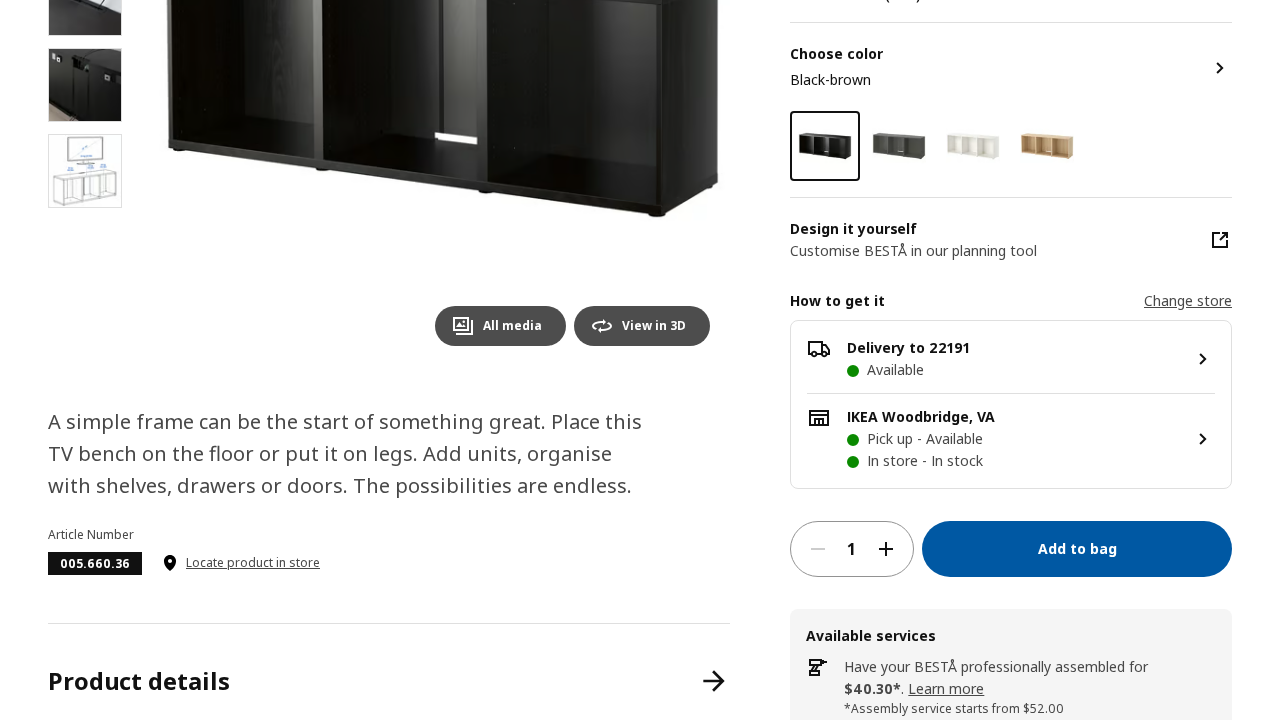 All media
View in 3D
A simple frame can be the start of something great. Place this
TV bench on the floor or put it on legs. Add units, organise
with shelves, drawers or doors. The possibilities are endless.
Article Number
005.660.36
Locate product in store
Product details
Choose color
Black-brown
Design it yourself
Customise BESTÅ in our planning tool
How to get it
Change store
Delivery to 22191
Available
IKEA Woodbridge, VA
Pick up - Available
In store - In stock
1
Add to bag
Available services
Have your BESTÅ professionally assembled for
$40.30*. Learn more
*Assembly service starts from $52.00